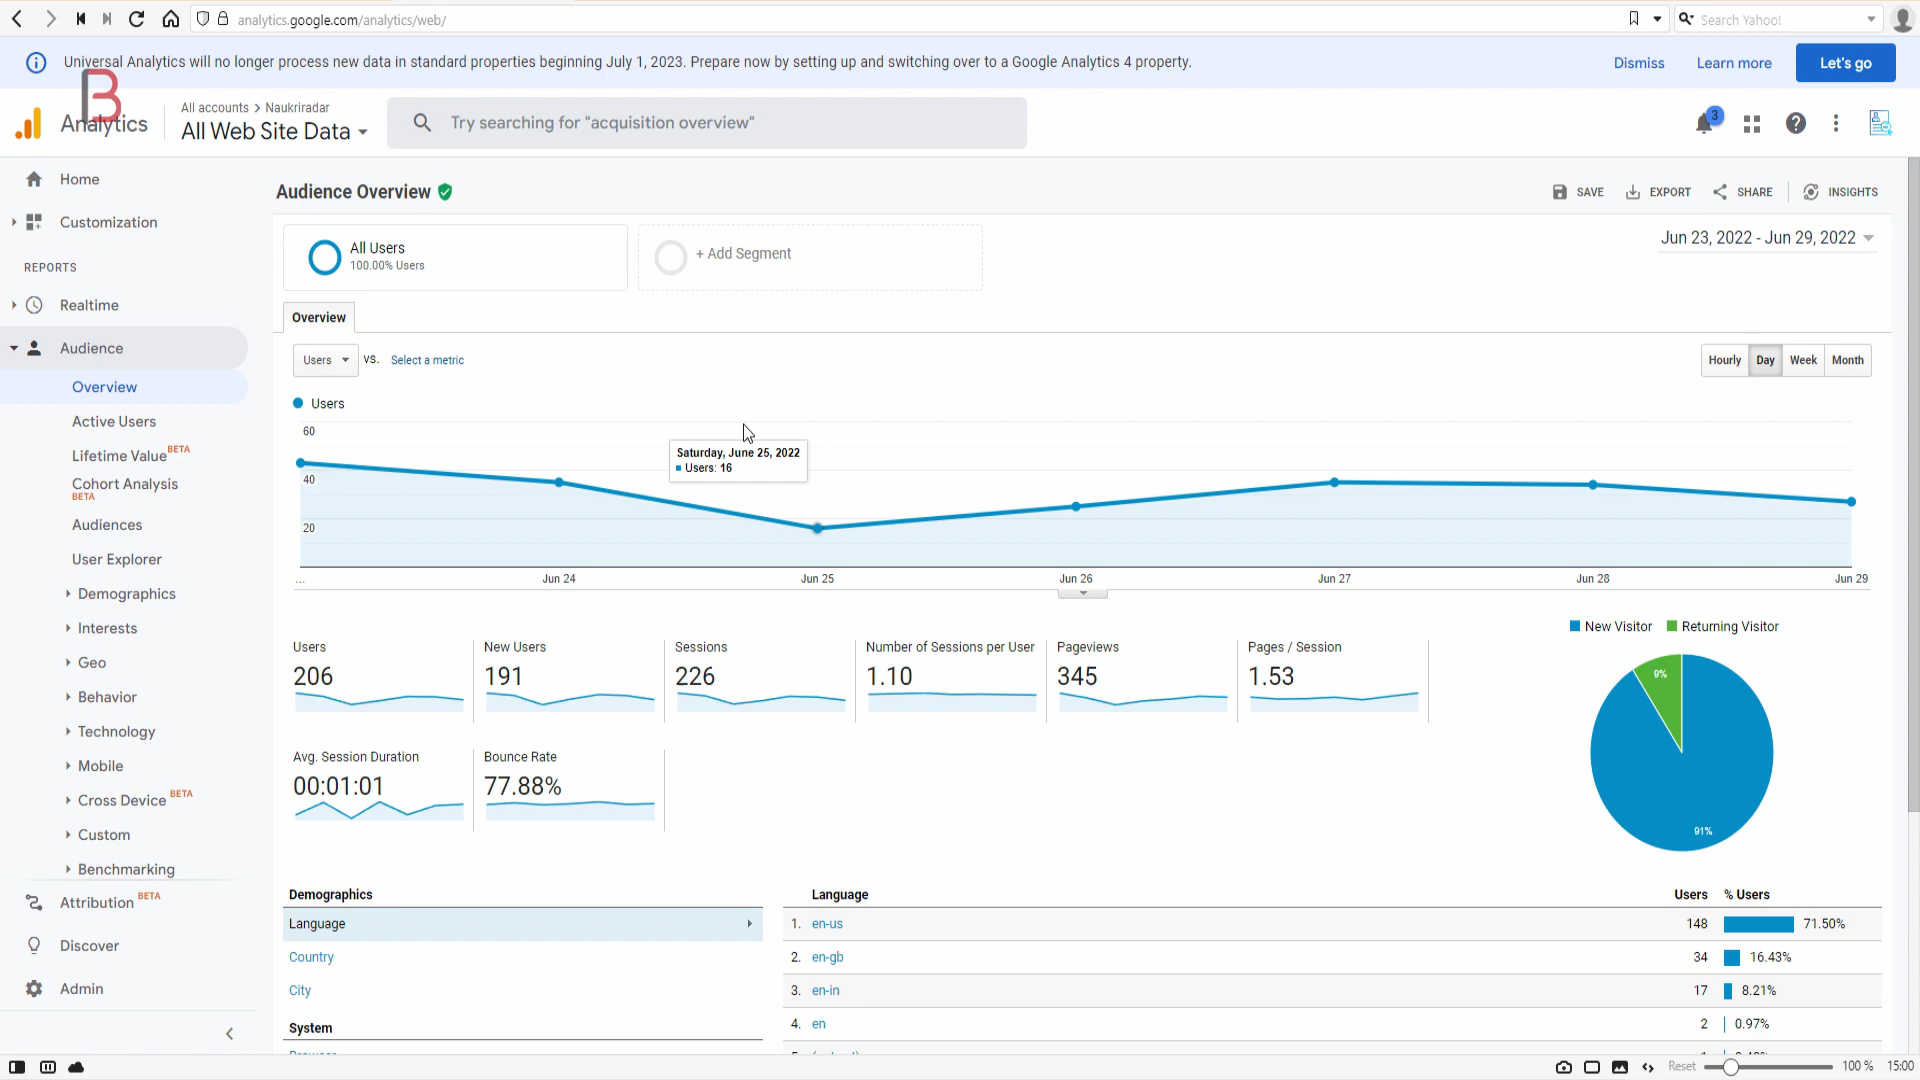 analytics.google.com/analytics/web/
Search Yahoo!
Universal Analytics will no longer process new data in standard properties beginning July 1, 2023. Prepare now by setting up and switching over to a Google Analytics 4 property.
Dismiss
Learn more
Let's go
B
Analytics
All accounts > Naukriradar
All Web Site Data
Try searching for "acquisition overview"
3
Home
Customization
REPORTS
Realtime
Audience
Overview
Active Users
Lifetime Value BETA
Cohort Analysis
BETA
Audiences
User Explorer
Demographics
Interests
Geo
Behavior
Technology
Mobile
Cross Device BETA
Custom
Benchmarking
Attribution BETA
Discover
Admin
Audience Overview
SAVE
EXPORT
SHARE
INSIGHTS
All Users
100.00% Users
+ Add Segment
Jun 23, 2022 - Jun 29, 2022
Overview
Users
VS.
Select a metric
Hourly
Day
Week
Month
Users
60
40
20
Saturday, June 25, 2022
Users: 16
...
Jun 24
Jun 25
Jun 26
Jun 27
Jun 28
Jun 29
Users
206
New Users
191
Sessions
226
Number of Sessions per User
1.10
Pageviews
345
Pages / Session
1.53
Avg. Session Duration
00:01:01
Bounce Rate
77.88%
New Visitor
Returning Visitor
9%
91%
Demographics
Language
Country
City
System
Language Users % Users
1. en-us 148 71.50%
2. en-gb 34 16.43%
3. en-in 17 8.21%
4. en 2 0.97%
Reset
100 %
15:00